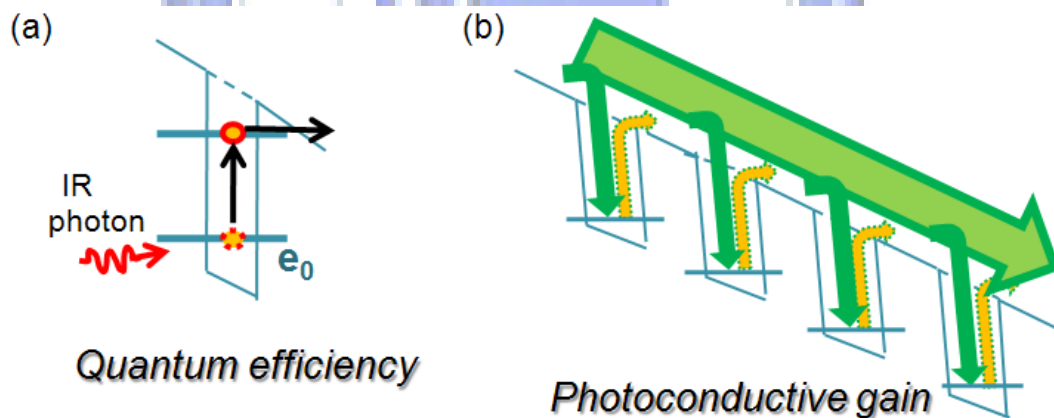 (a)
IR
photon
e₀
Quantum efficiency
(b)
Photoconductive gain